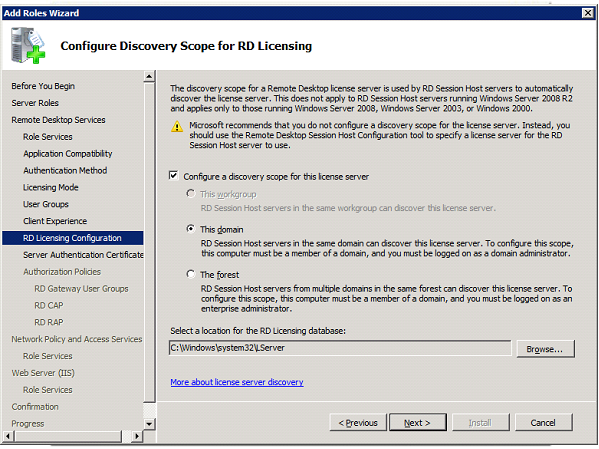 Add Roles Wizard
Configure Discovery Scope for RD Licensing
Before You Begin
Server Roles
Remote Desktop Services
Role Services
Application Compatibility
Authentication Method
Licensing Mode
User Groups
Client Experience
RD Licensing Configuration
Server Authentication Certificate
Authorization Policies
RD Gateway User Groups
RD CAP
RD RAP
Network Policy and Access Services
Role Services
Web Server (IIS)
Role Services
Confirmation
Progress
The discovery scope for a Remote Desktop license server is used by RD Session Host servers to automatically
discover the license server. This does not apply to RD Session Host servers running Windows Server 2008 R2
and applies only to those running Windows Server 2008, Windows Server 2003, or Windows 2000.
Microsoft recommends that you do not configure a discovery scope for the license server. Instead, you
should use the Remote Desktop Session Host Configuration tool to specify a license server for the RD
Session Host server to use.
Configure a discovery scope for this license server
This workgroup
RD Session Host servers in the same workgroup can discover this license server.
This domain
RD Session Host servers in the same domain can discover this license server. To configure this scope,
this computer must be a member of a domain, and you must be logged on as a domain administrator.
The forest
RD Session Host servers from multiple domains in the same forest can discover this license server. To
configure this scope, this computer must be a member of a domain, and you must be logged on as an
enterprise administrator.
Select a location for the RD Licensing database:
C:\Windows\system32\LServer
Browse...
More about license server discovery
< Previous
Next >
Install
Cancel